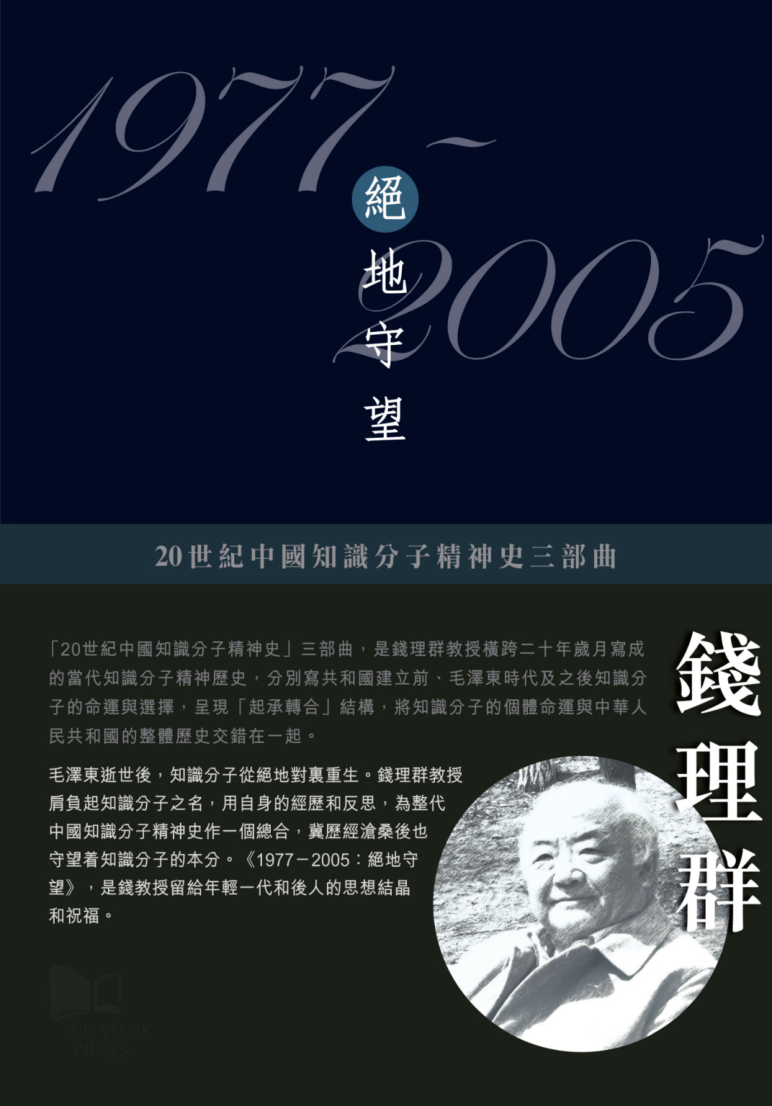 1977–
2005
絕地守望
20世紀中國知識分子精神史三部曲
「20世紀中國知識分子精神史」三部曲，是錢理群教授橫跨二十年歲月寫成
的當代知識分子精神歷史，分別寫共和國建立前、毛澤東時代及之後知識分
子的命運與選擇，呈現「起承轉合」結構，將知識分子的個體命運與中華人
民共和國的整體歷史交錯在一起。
毛澤東逝世後，知識分子從絕地對裏重生。錢理群教授
肩負起知識分子之名，用自身的經歷和反思，為整代
中國知識分子精神史作一個總合，冀歷經滄桑後也
守望着知識分子的本分。《1977－2005：絕地守
望》，是錢教授留給年輕一代和後人的思想結晶
和祝福。
錢理群
CITYU HK
PRESS